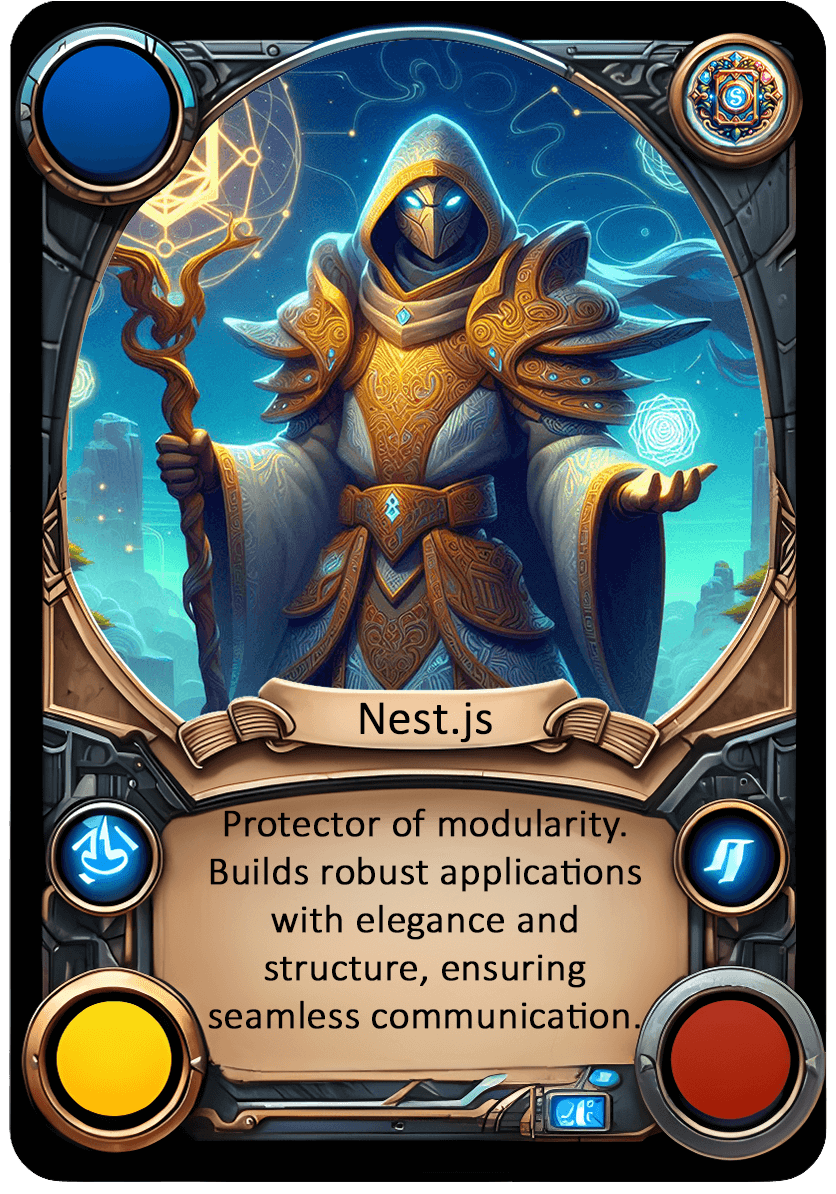 Nest.js
Protector of modularity.
Builds robust applications
with elegance and
structure, ensuring
seamless communication.